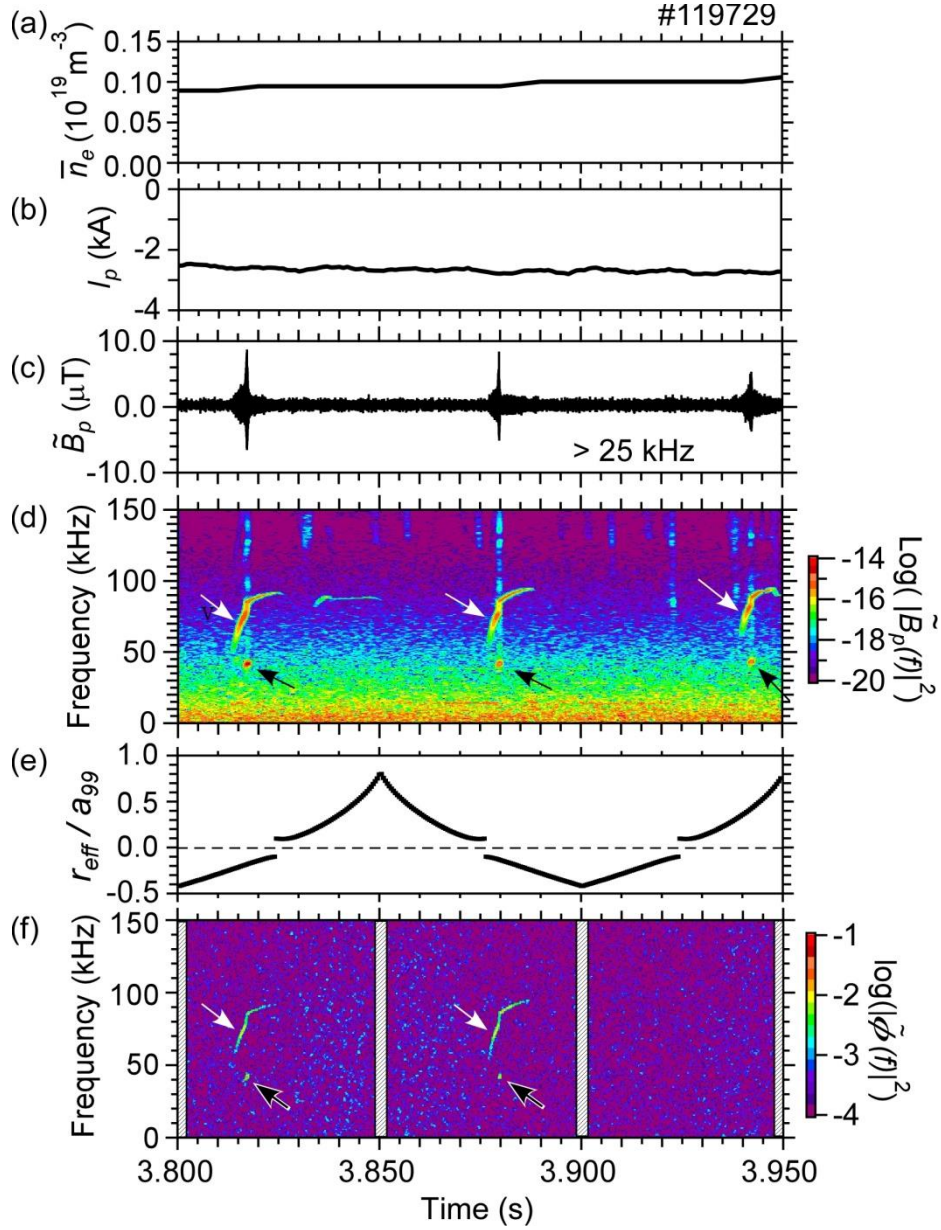 #119729
(a)
0.15
0.10
0.05
0.00
n̅e (10^19 m^-3)
(b)
0
-2
-4
Ip (kA)
(c)
10.0
0.0
-10.0
B̃p (μT)
> 25 kHz
(d)
150
100
50
0
Frequency (kHz)
V
-14
-16
-18
-20
Log(|B̃p(f)|^2)
(e)
1.0
0.5
0.0
-0.5
reff / a99
(f)
150
100
50
0
Frequency (kHz)
-1
-2
-3
-4
log(|φ̃(f)|^2)
3.800 3.850 3.900 3.950
Time (s)